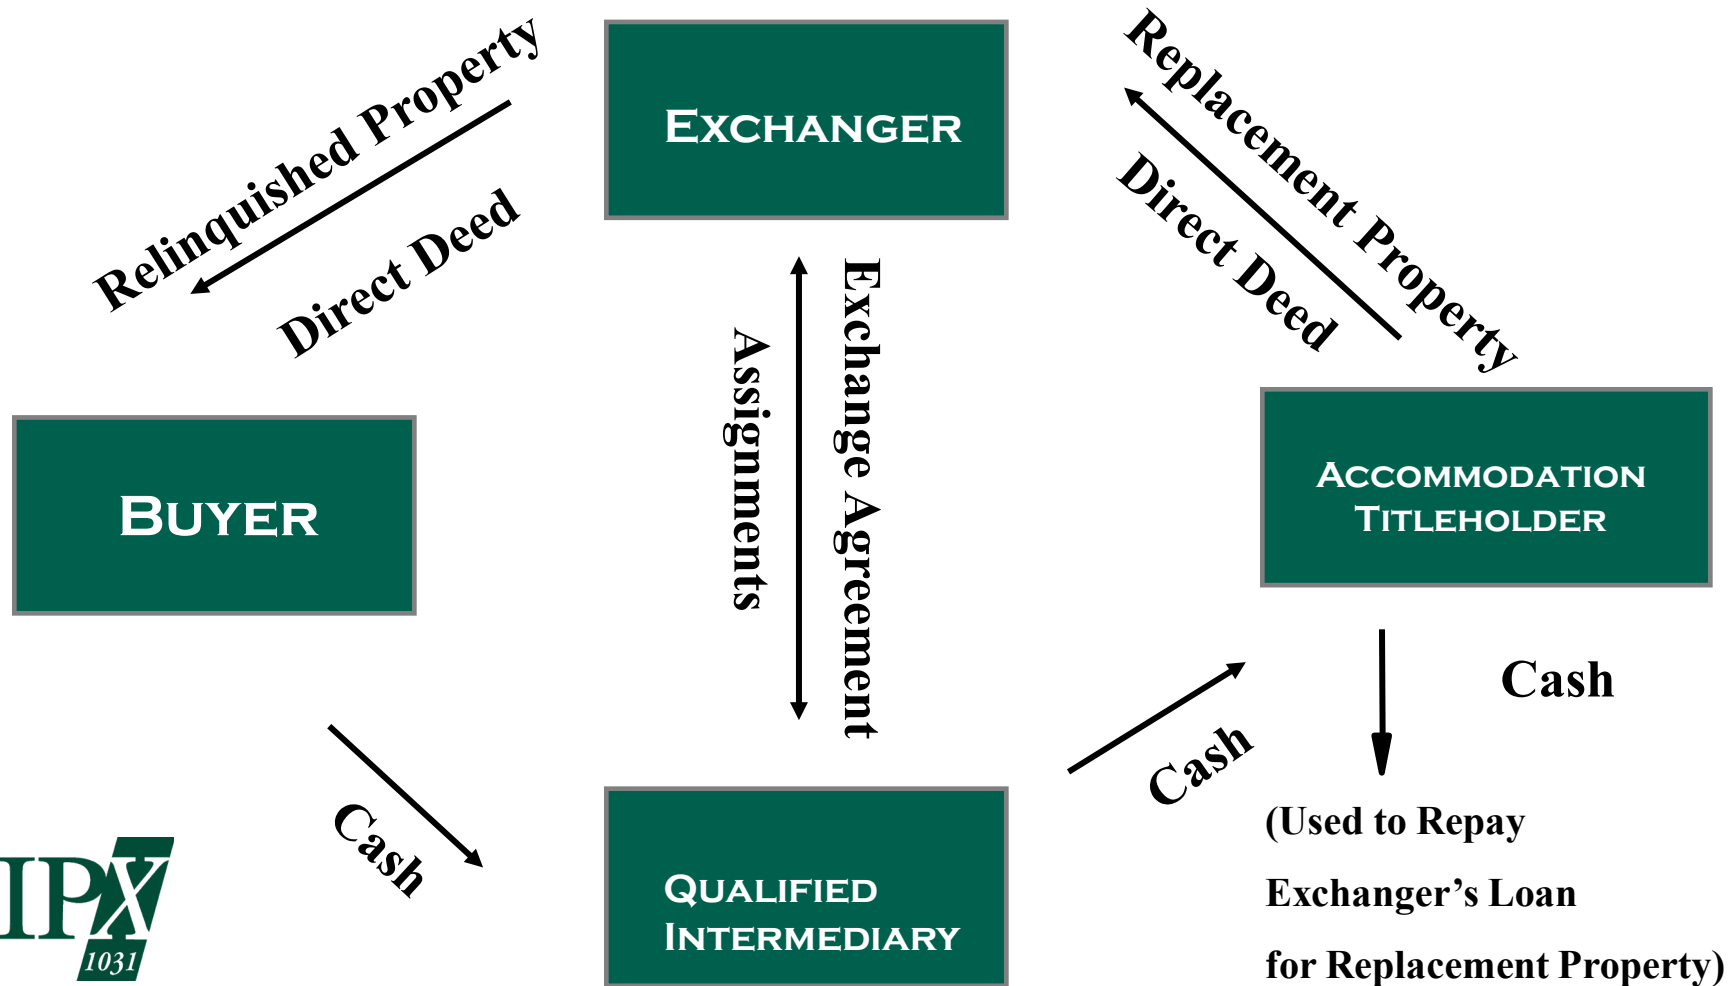 Relinquished Property
Direct Deed
EXCHANGER
Replacement Property
Direct Deed
Exchange Agreement
Assignments
BUYER
ACCOMMODATION
TITLEHOLDER
Cash
Cash
Cash
QUALIFIED
INTERMEDIARY
(Used to Repay
Exchanger’s Loan
for Replacement Property)
IPX
1031